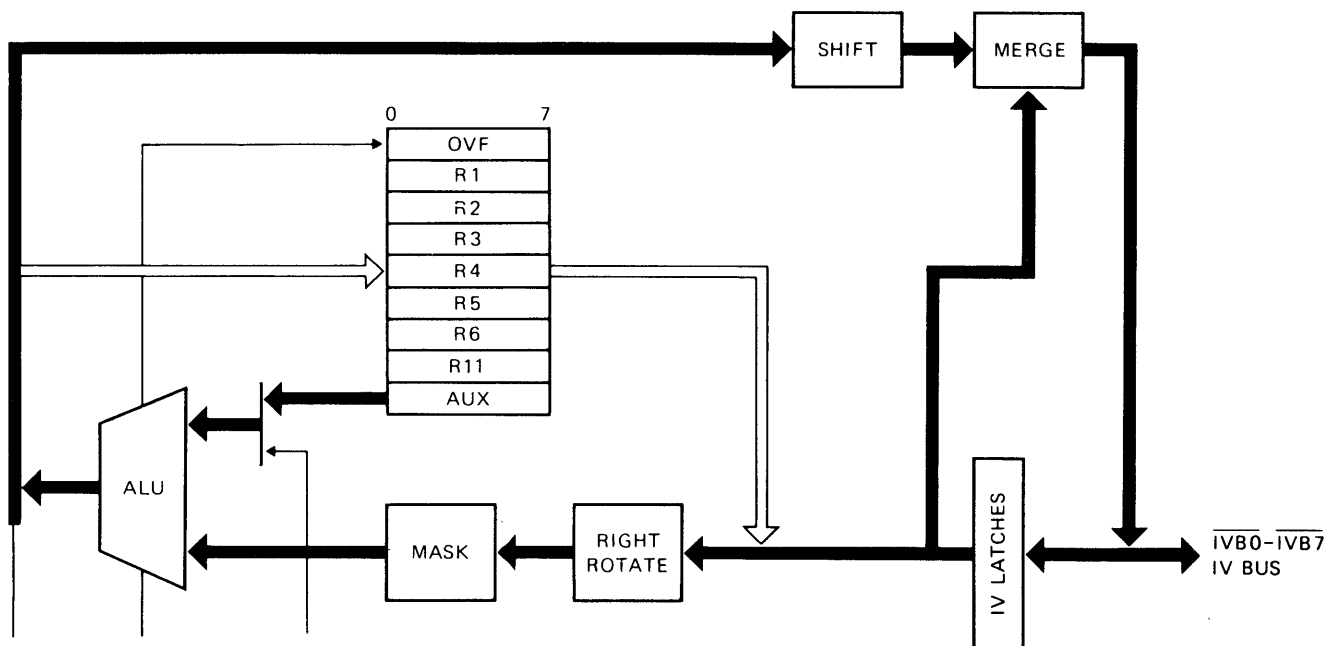 SHIFT
MERGE
0 7
OVF
R1
R2
R3
R4
R5
R6
R11
AUX
ALU
MASK
RIGHT
ROTATE
IV LATCHES
IVB0-IVB7
IV BUS